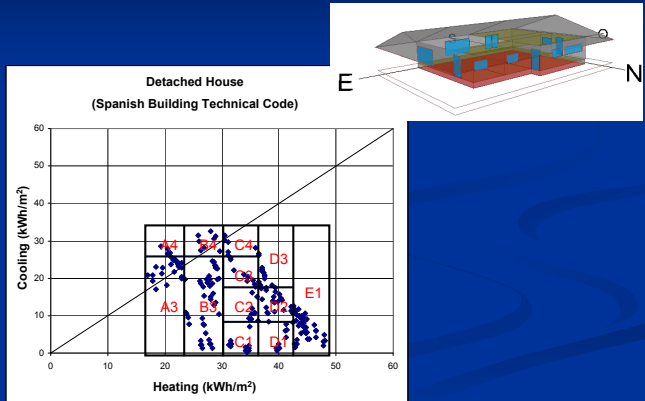 S
O
E
N
Detached House
(Spanish Building Technical Code)
Cooling (kWh/m²)
60
50
40
30
20
10
0
A4
B4
C4
D3
C3
E1
A3
B3
C2
D2
C1
D1
0
10
20
30
40
50
60
Heating (kWh/m²)